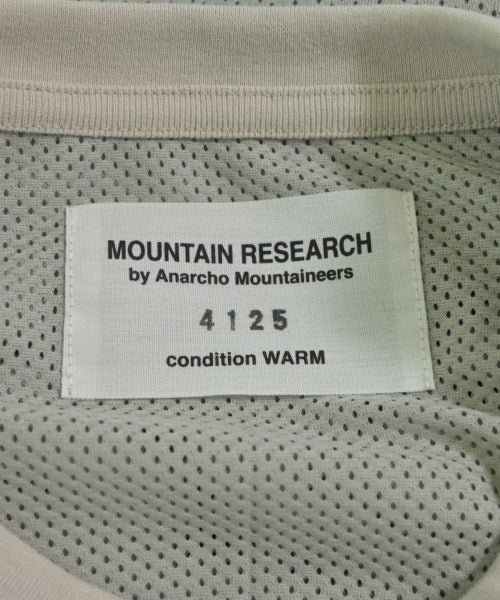 MOUNTAIN RESEARCH
by Anarcho Mountaineers
4125
condition WARM